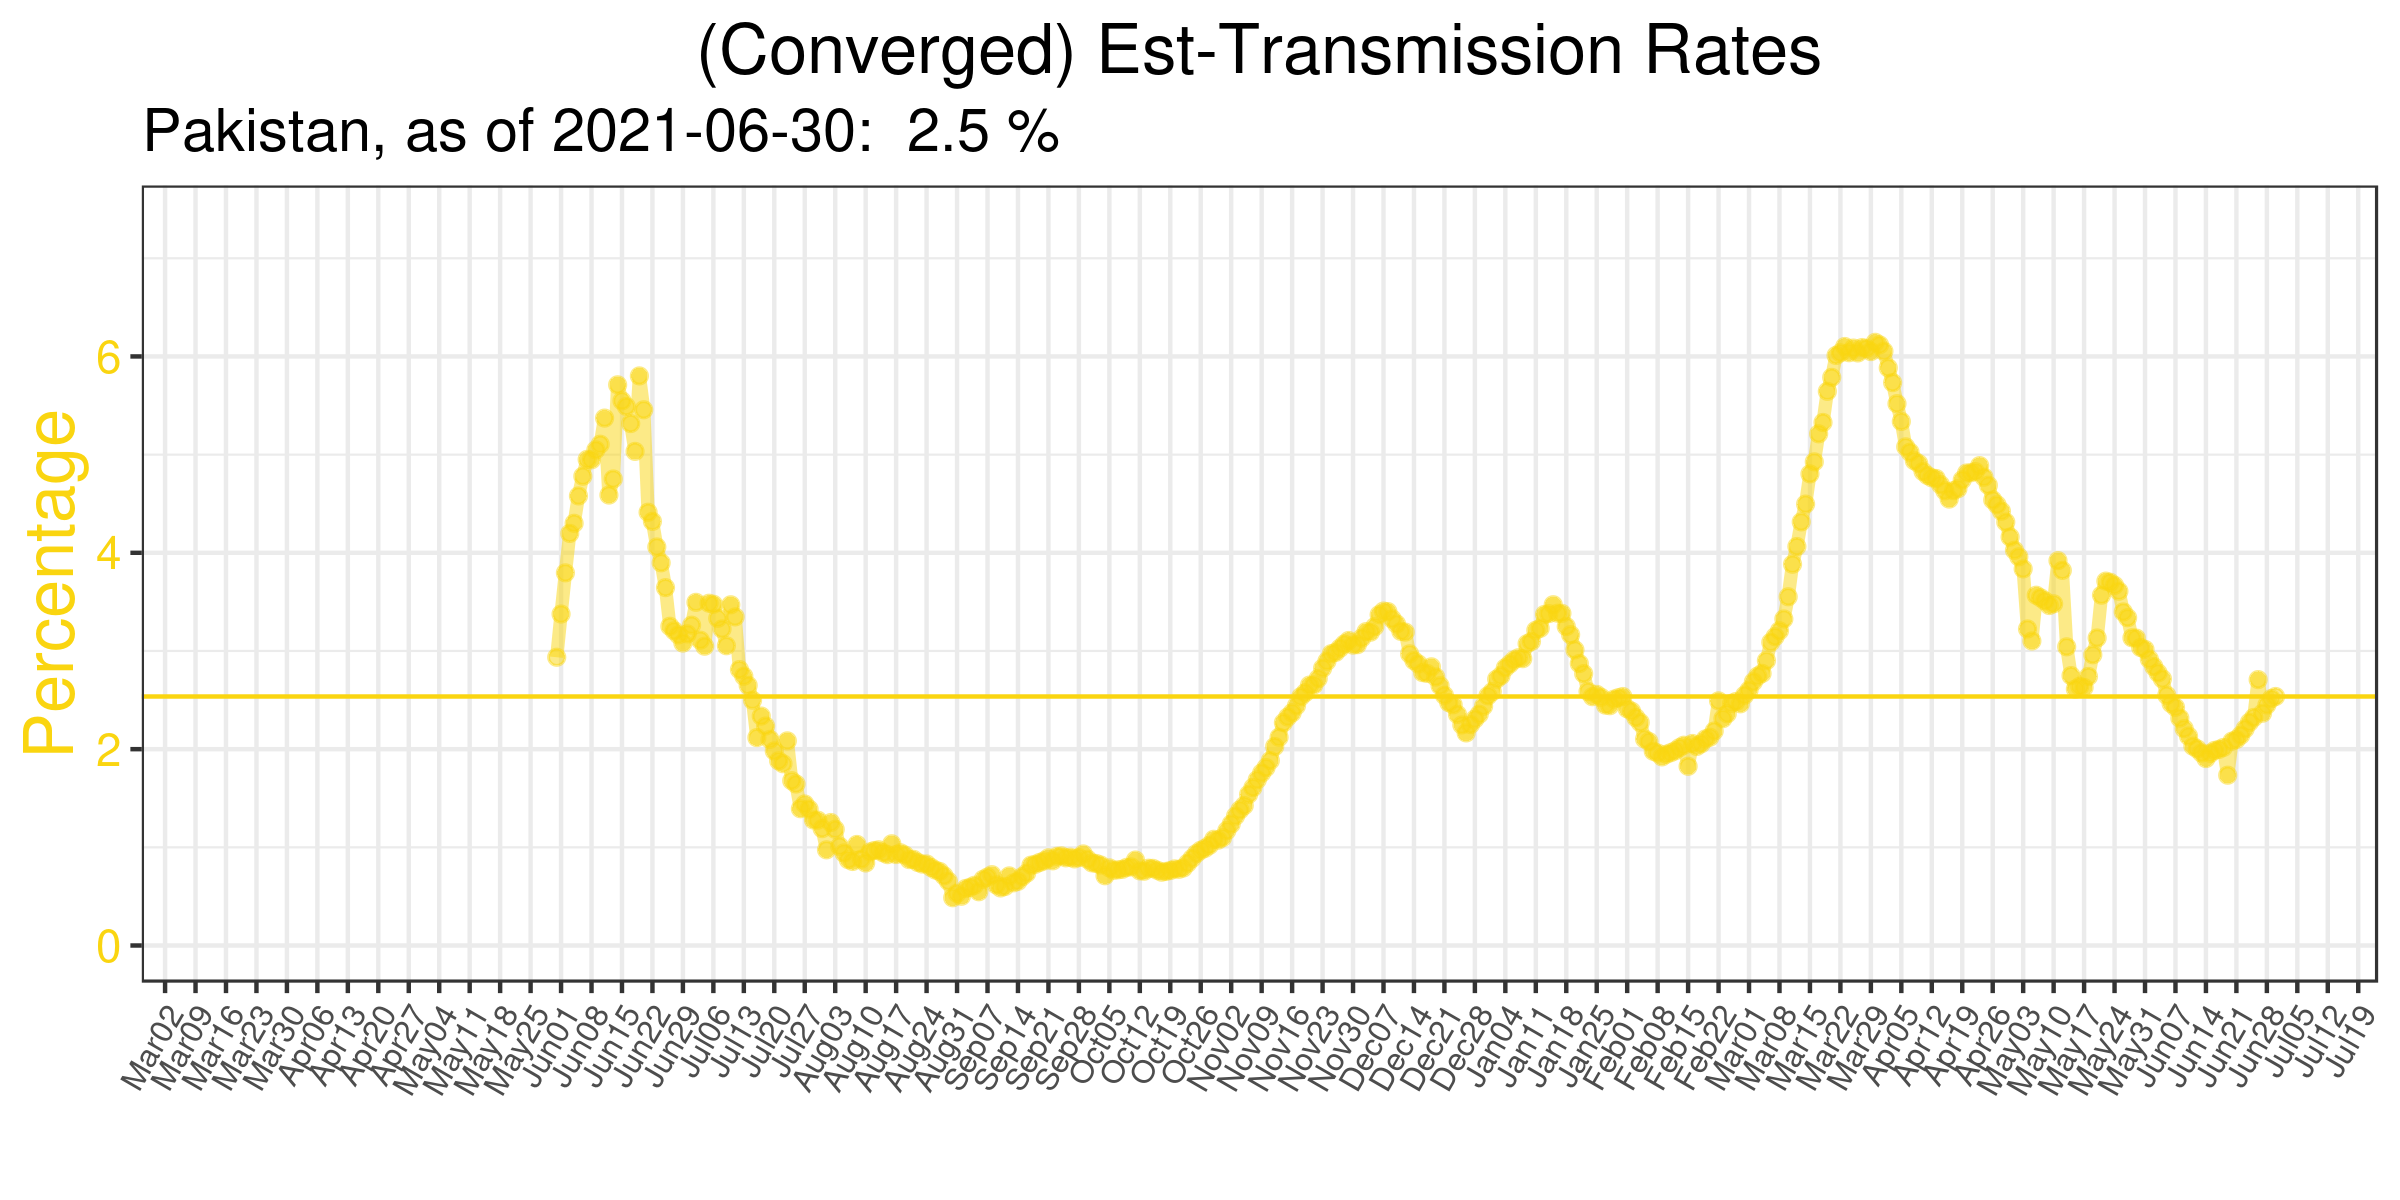 (Converged) Est-Transmission Rates
Pakistan, as of 2021-06-30:  2.5 %
Percentage
6
4
2
0
Mar02
Mar09
Mar16
Mar23
Mar30
Apr06
Apr13
Apr20
Apr27
May04
May11
May18
May25
Jun01
Jun08
Jun15
Jun22
Jun29
Jul06
Jul13
Jul20
Jul27
Aug03
Aug10
Aug17
Aug24
Aug31
Sep07
Sep14
Sep21
Sep28
Oct05
Oct12
Oct19
Oct26
Nov02
Nov09
Nov16
Nov23
Nov30
Dec07
Dec14
Dec21
Dec28
Jan04
Jan11
Jan18
Jan25
Feb01
Feb08
Feb15
Feb22
Mar01
Mar08
Mar15
Mar22
Mar29
Apr05
Apr12
Apr19
Apr26
May03
May10
May17
May24
May31
Jun07
Jun14
Jun21
Jun28
Jul05
Jul12
Jul19